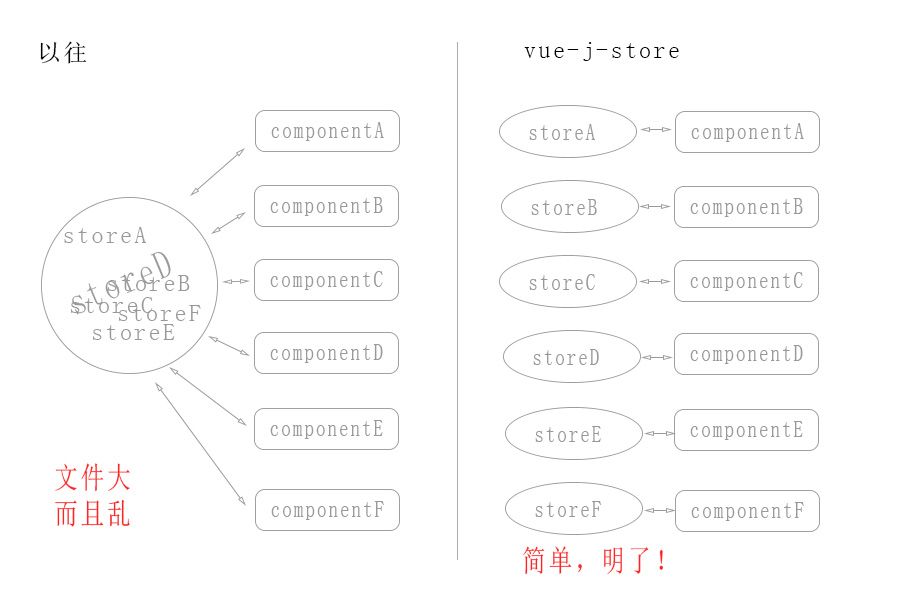 以往
componentA
componentB
storeA
storeD
storeB
componentC
storeC
storeF
storeE
componentD
componentE
文件大
而且乱
componentF
vue-j-store
storeA
componentA
storeB
componentB
storeC
componentC
storeD
componentD
storeE
componentE
storeF
componentF
简单，明了！